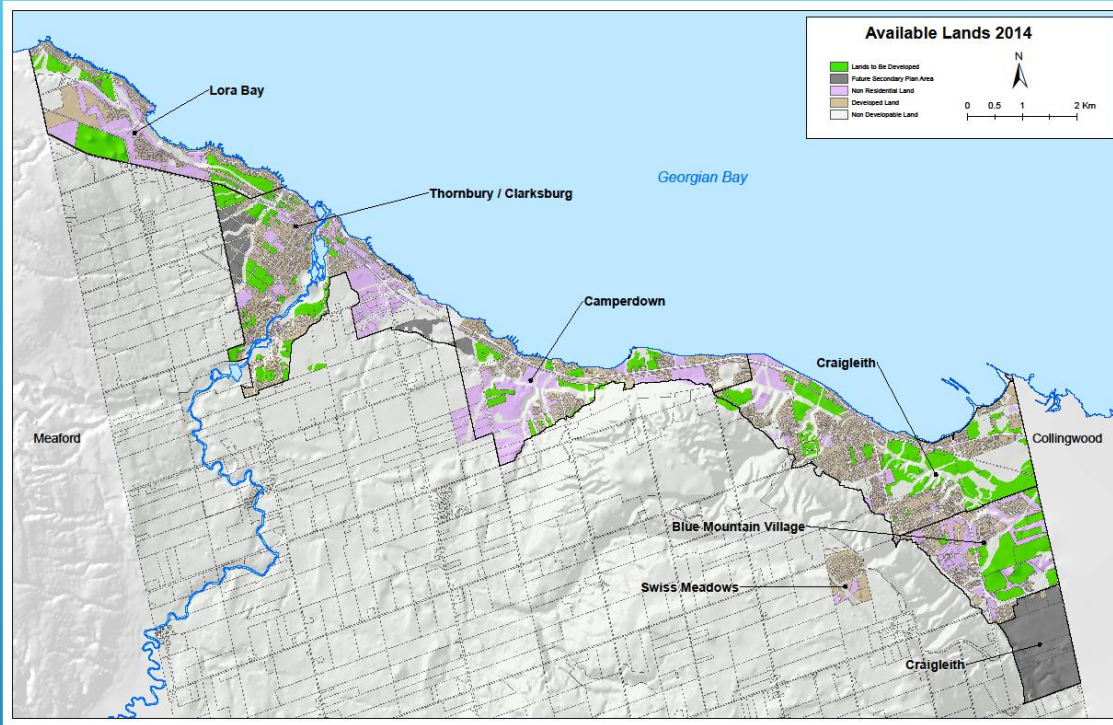 Available Lands 2014
Lands to Be Developed
Future Secondary Plan Area
Non Residential Land
Developed Land
Non Developable Land
N
0 0.5 1 2 Km
Lora Bay
Georgian Bay
Thornbury / Clarksburg
Camperdown
Craigleith
Meaford
Collingwood
Blue Mountain Village
Swiss Meadows
Craigleith